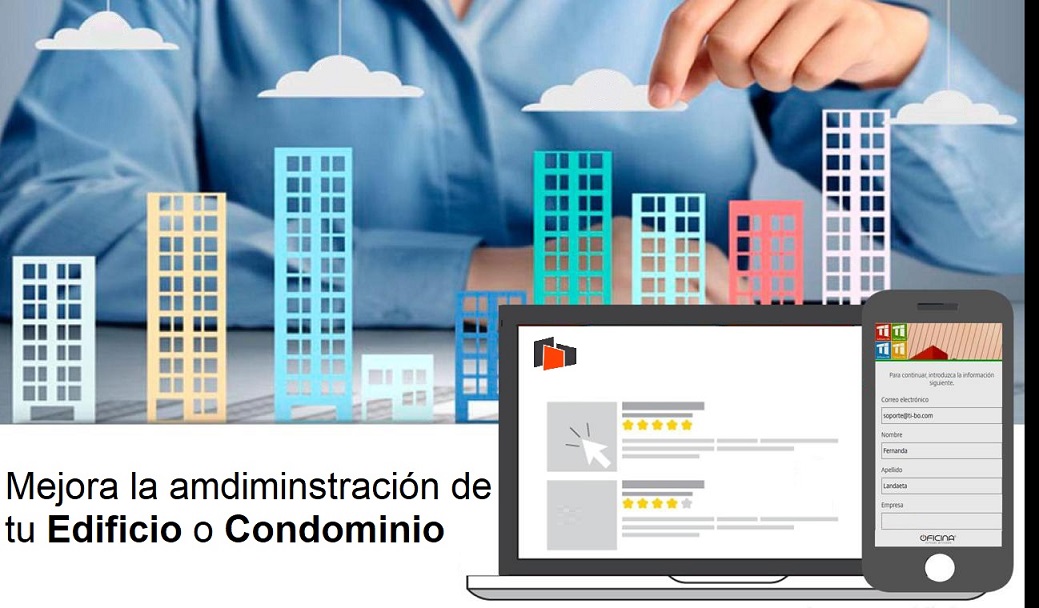 Mejora la amdiminstración de
tu Edificio o Condominio
Para continuar, introduzca la información
siguiente.
Correo electrónico
soporte@ti-bo.com
Nombre
Fernanda
Apellido
Landaeta
Empresa
OFICINA